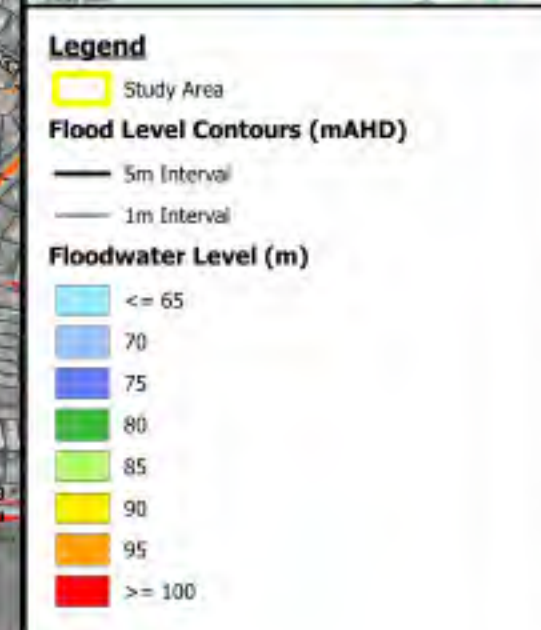 Legend
Study Area
Flood Level Contours (mAHD)
5m Interval
1m Interval
Floodwater Level (m)
<= 65
70
75
80
85
90
95
>= 100